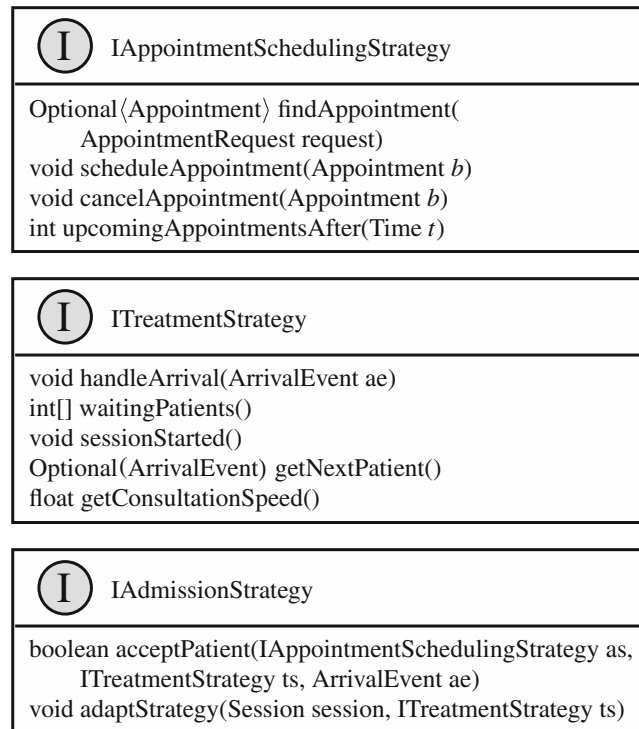 I IAppointmentSchedulingStrategy
Optional⟨Appointment⟩ findAppointment(
AppointmentRequest request)
void scheduleAppointment(Appointment b)
void cancelAppointment(Appointment b)
int upcomingAppointmentsAfter(Time t)
I ITreatmentStrategy
void handleArrival(ArrivalEvent ae)
int[] waitingPatients()
void sessionStarted()
Optional(ArrivalEvent) getNextPatient()
float getConsultationSpeed()
I IAdmissionStrategy
boolean acceptPatient(IAppointmentSchedulingStrategy as,
ITreatmentStrategy ts, ArrivalEvent ae)
void adaptStrategy(Session session, ITreatmentStrategy ts)